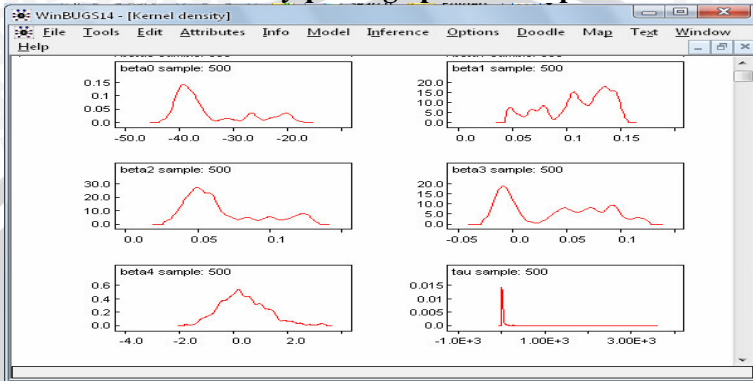 WinBUGS14 - [Kernel density]
File Tools Edit Attributes Info Model Inference Options Doodle Map Text Window
Help
beta0 sample: 500
0.15
0.1
0.05
0.0
-50.0 -40.0 -30.0 -20.0
beta1 sample: 500
20.0
15.0
10.0
5.0
0.0
0.0 0.05 0.1 0.15
beta2 sample: 500
30.0
20.0
10.0
0.0
0.0 0.05 0.1
beta3 sample: 500
20.0
15.0
10.0
5.0
0.0
-0.05 0.0 0.05 0.1
beta4 sample: 500
0.6
0.4
0.2
0.0
-4.0 -2.0 0.0 2.0
tau sample: 500
0.015
0.01
0.005
0.0
-1.0E+3 1.00E+3 3.00E+3